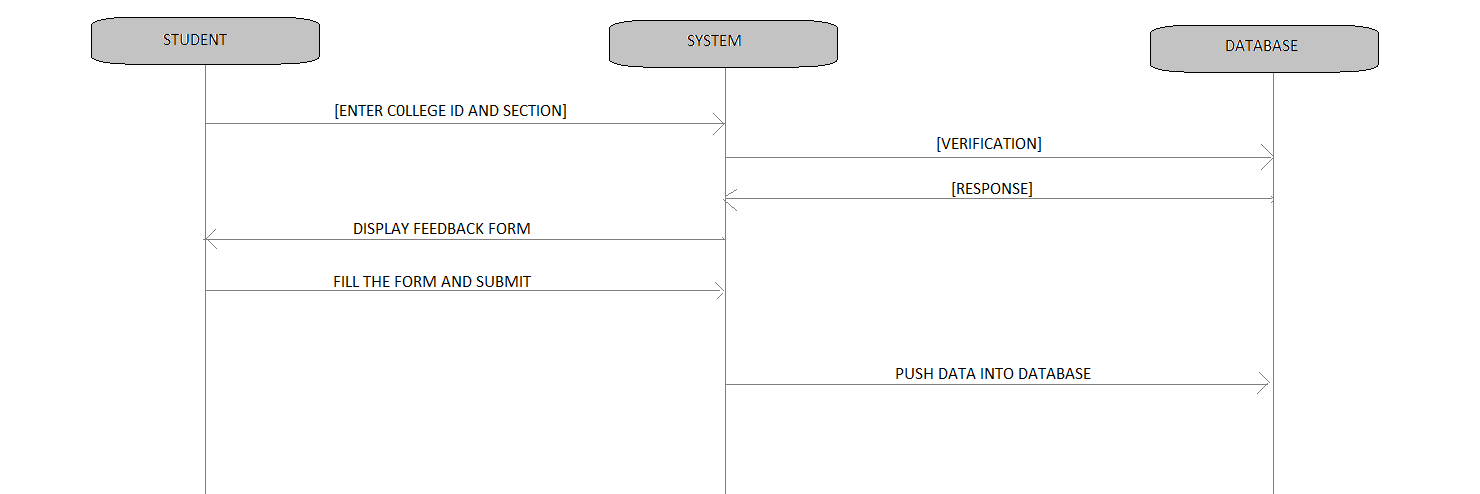 STUDENT
SYSTEM
DATABASE
[ENTER C0LLEGE ID AND SECTION]
[VERIFICATION]
[RESPONSE]
DISPLAY FEEDBACK FORM
FILL THE FORM AND SUBMIT
PUSH DATA INTO DATABASE